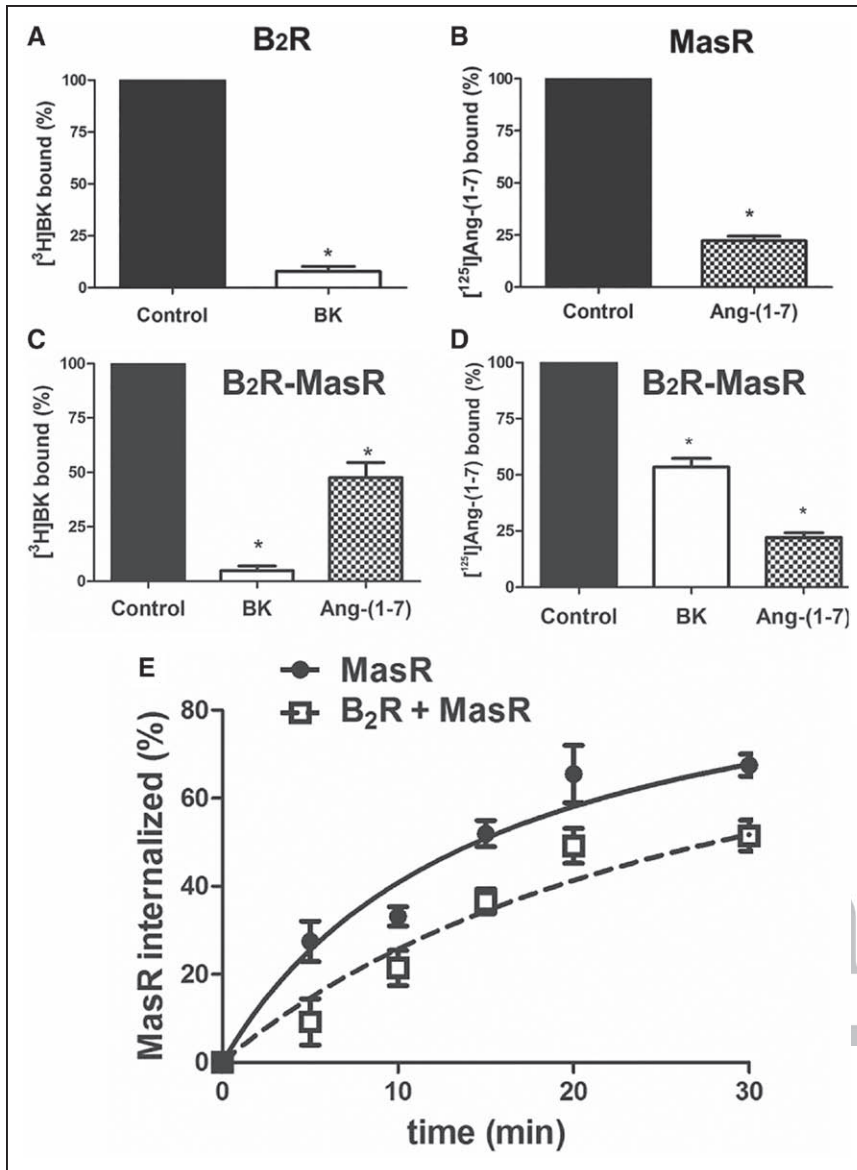 A
B₂R
[³H]BK bound (%)
100
75
50
25
0
Control
BK
*
B
MasR
[¹²⁵I]Ang-(1-7) bound (%)
100
75
50
25
0
Control
Ang-(1-7)
*
C
B₂R-MasR
[³H]BK bound (%)
100
75
50
25
0
Control
BK
Ang-(1-7)
*
*
D
B₂R-MasR
[¹²⁵I]Ang-(1-7) bound (%)
100
75
50
25
0
Control
BK
Ang-(1-7)
*
*
E
MasR
B₂R + MasR
MasR internalized (%)
80
60
40
20
0
0
10
20
30
time (min)